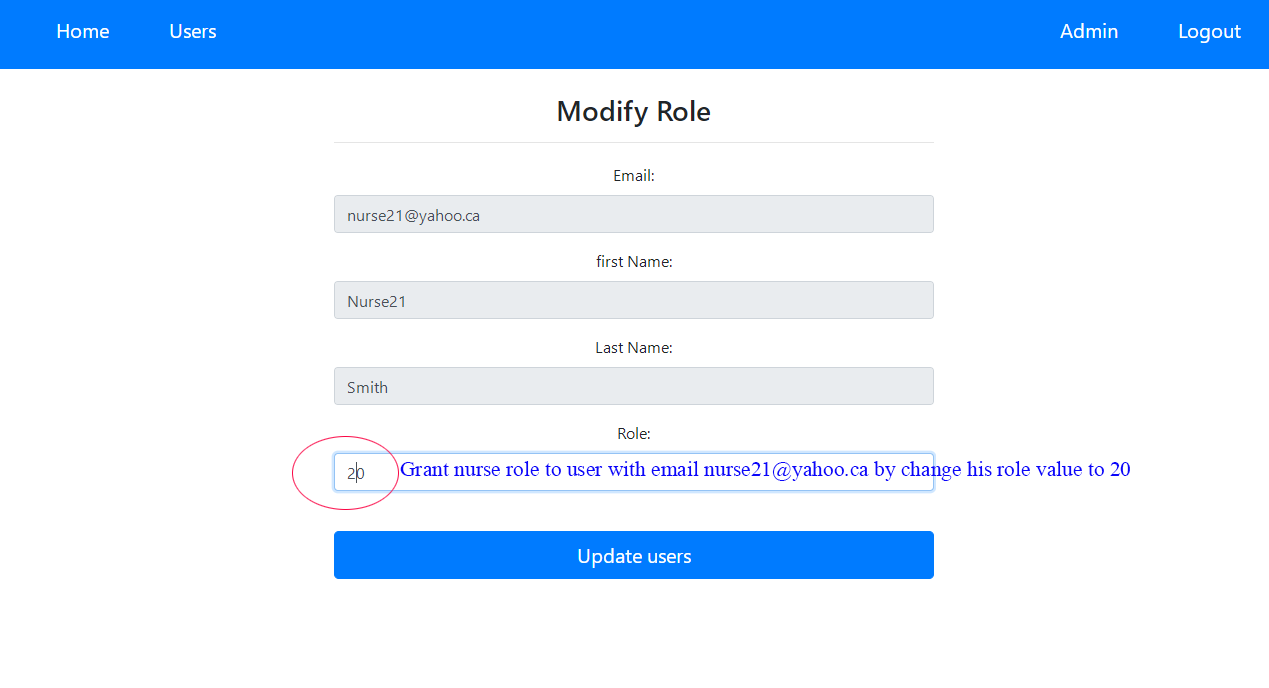 Home Users Admin Logout
Modify Role
Email:
nurse21@yahoo.ca
first Name:
Nurse21
Last Name:
Smith
Role:
20 Grant nurse role to user with email nurse21@yahoo.ca by change his role value to 20
Update users